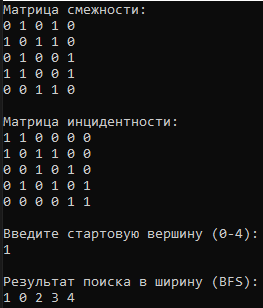 Матрица смежности:
0 1 0 1 0
1 0 1 1 0
0 1 0 0 1
1 1 0 0 1
0 0 1 1 0
Матрица инцидентности:
1 1 0 0 0 0
1 0 1 1 0 0
0 0 1 0 1 0
0 1 0 1 0 1
0 0 0 0 1 1
Введите стартовую вершину (0-4):
1
Результат поиска в ширину (BFS):
1 0 2 3 4